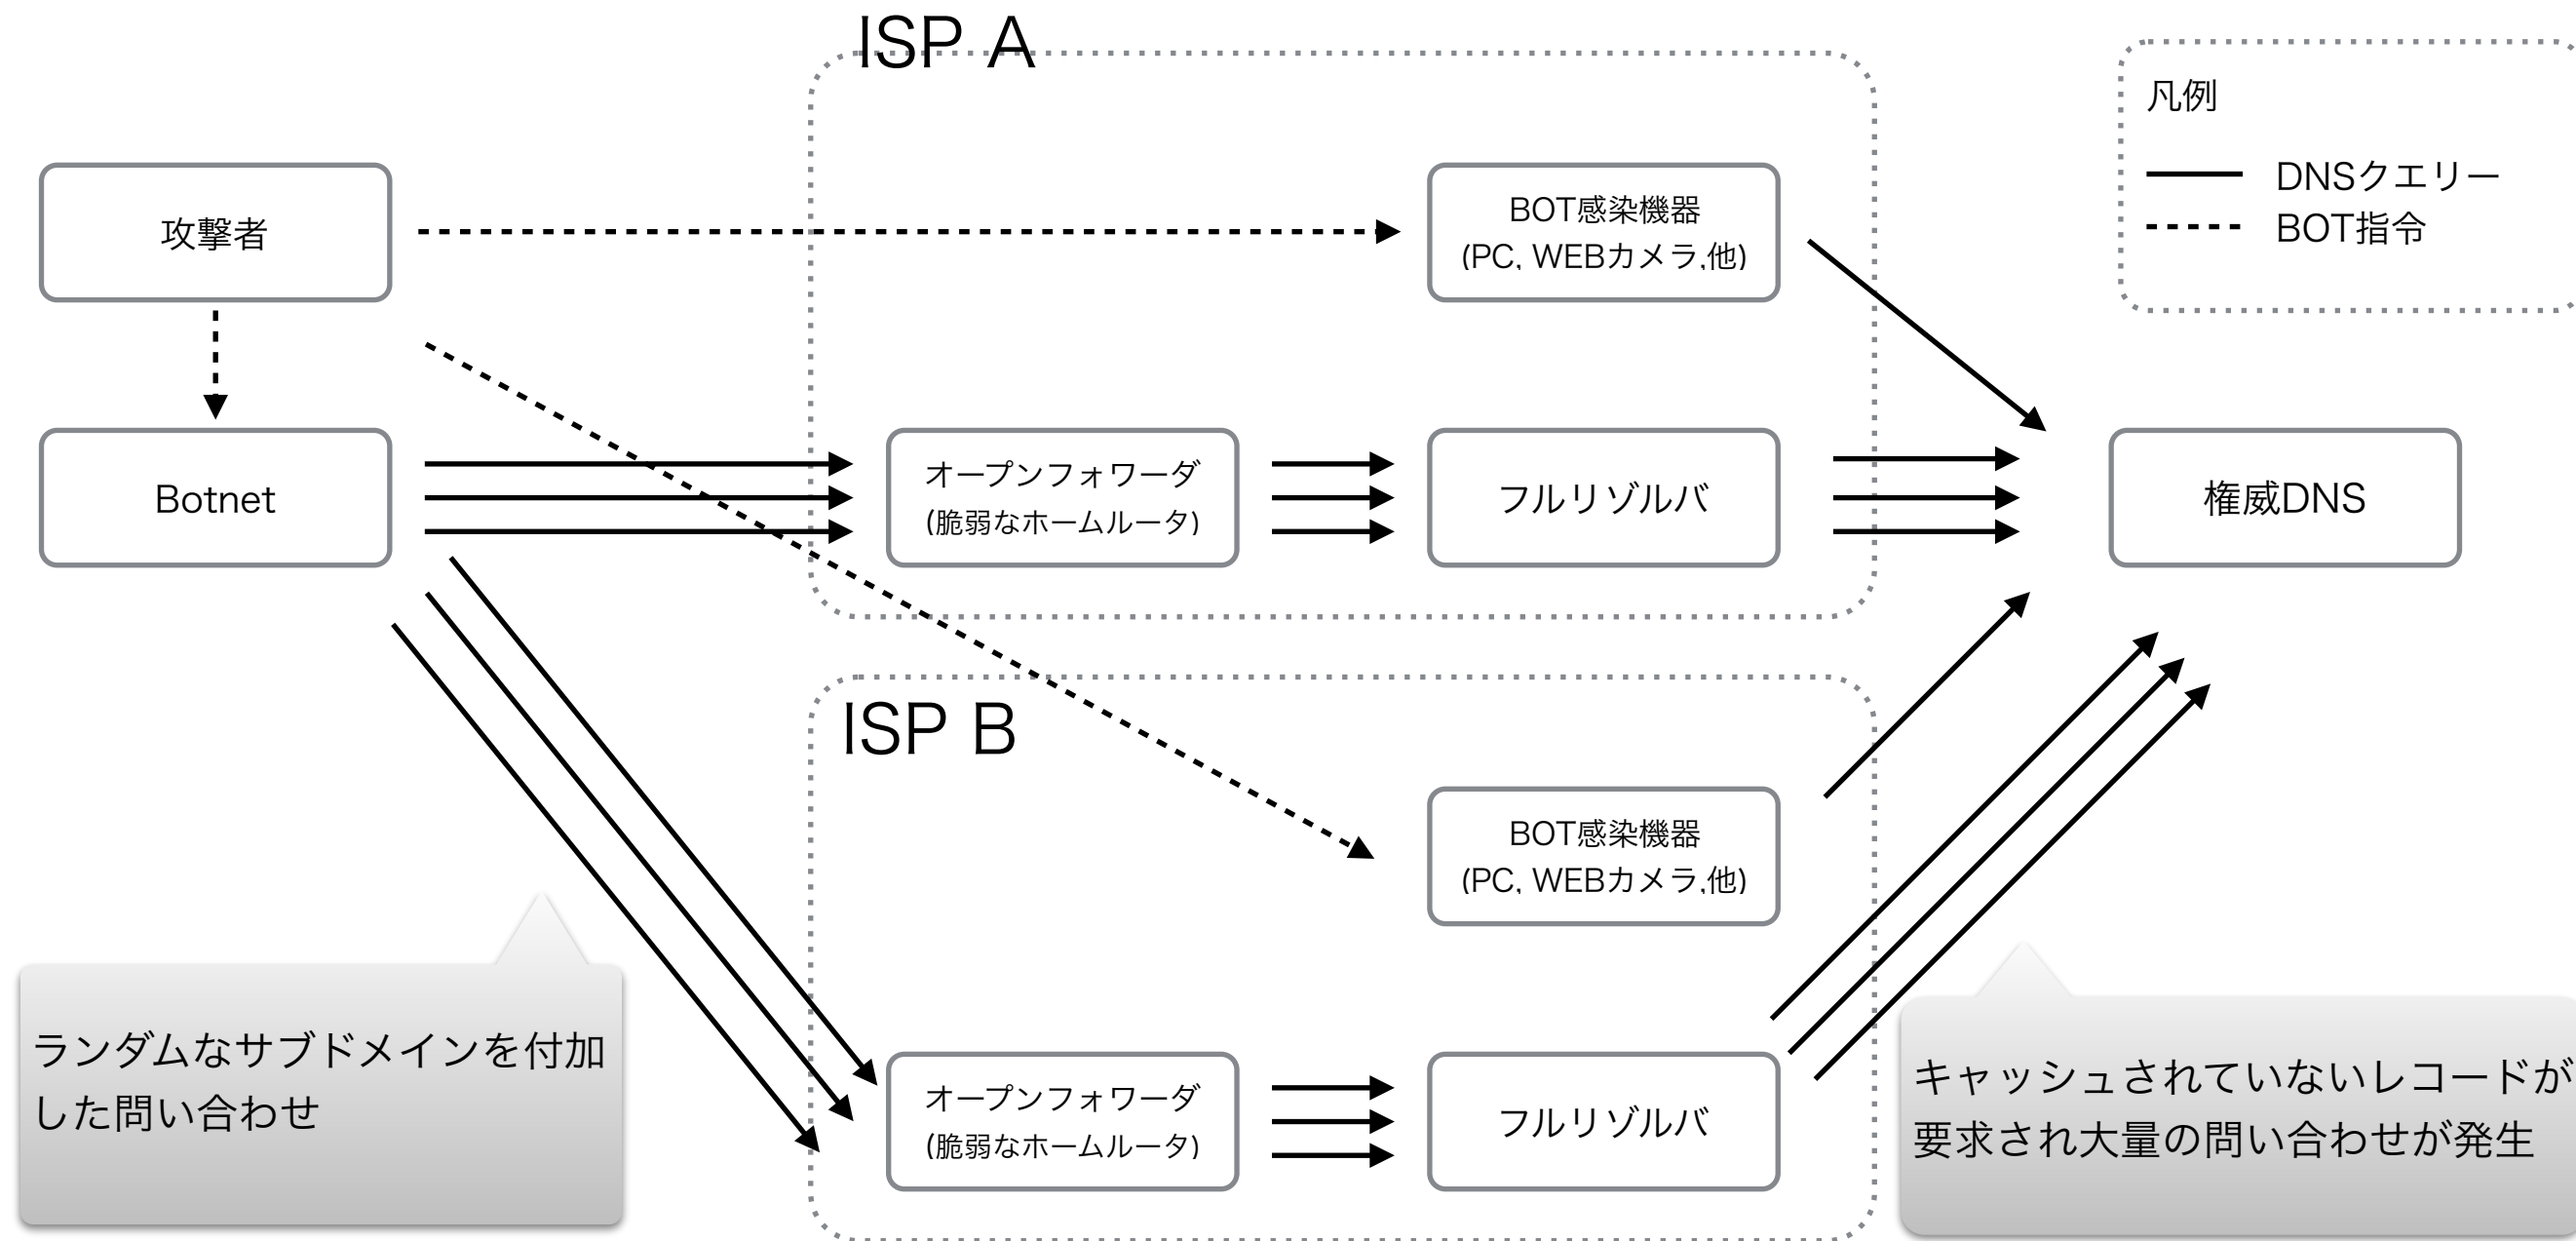 ISP A
凡例
DNSクエリー
BOT指令
攻撃者
BOT感染機器
(PC, WEBカメラ,他)
Botnet
オープンフォワーダ
(脆弱なホームルータ)
フルリゾルバ
権威DNS
ISP B
BOT感染機器
(PC, WEBカメラ,他)
オープンフォワーダ
(脆弱なホームルータ)
フルリゾルバ
ランダムなサブドメインを付加
した問い合わせ
キャッシュされていないレコードが
要求され大量の問い合わせが発生